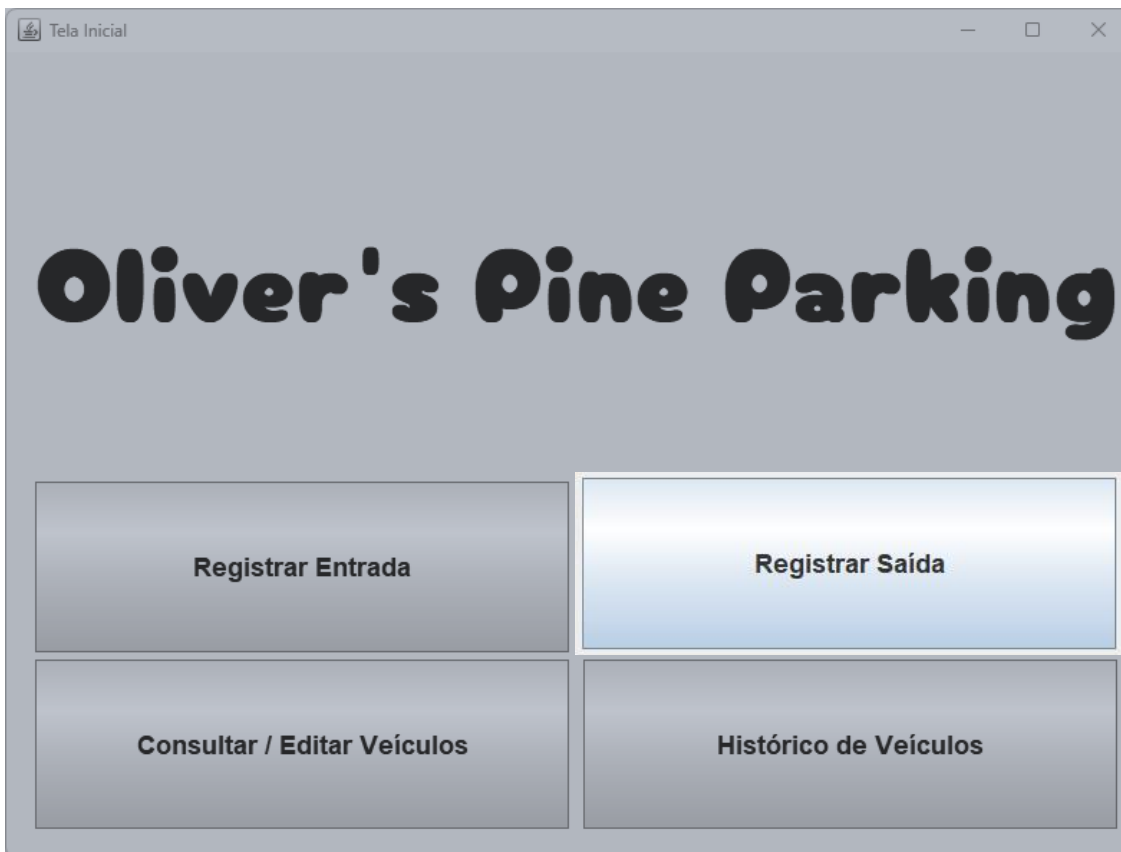 Tela Inicial
Oliver's Pine Parking
Registrar Entrada
Registrar Saída
Consultar / Editar Veículos
Histórico de Veículos